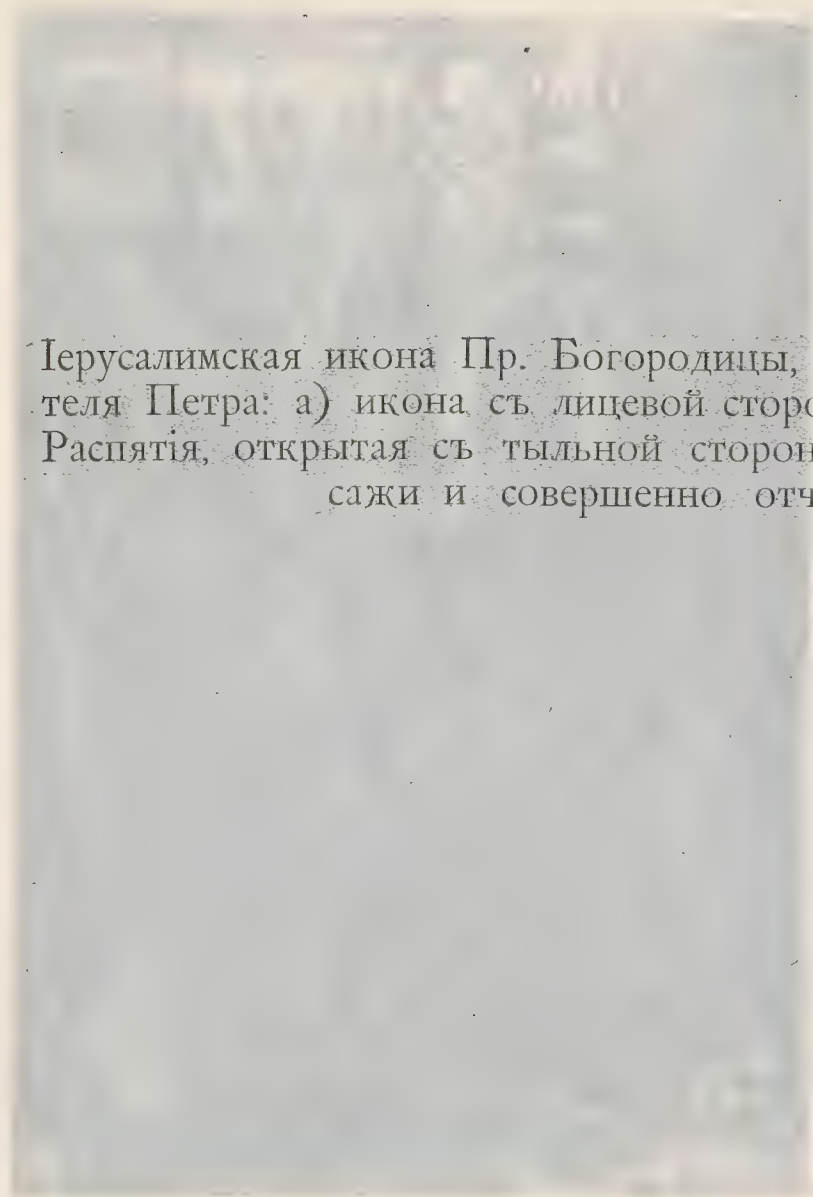 Іерусалимская икона Пр. Богородицы,
теля Петра: а) икона съ лицевой сторо
Распятія, открытая съ тыльной сторон
сажи и совершенно отч